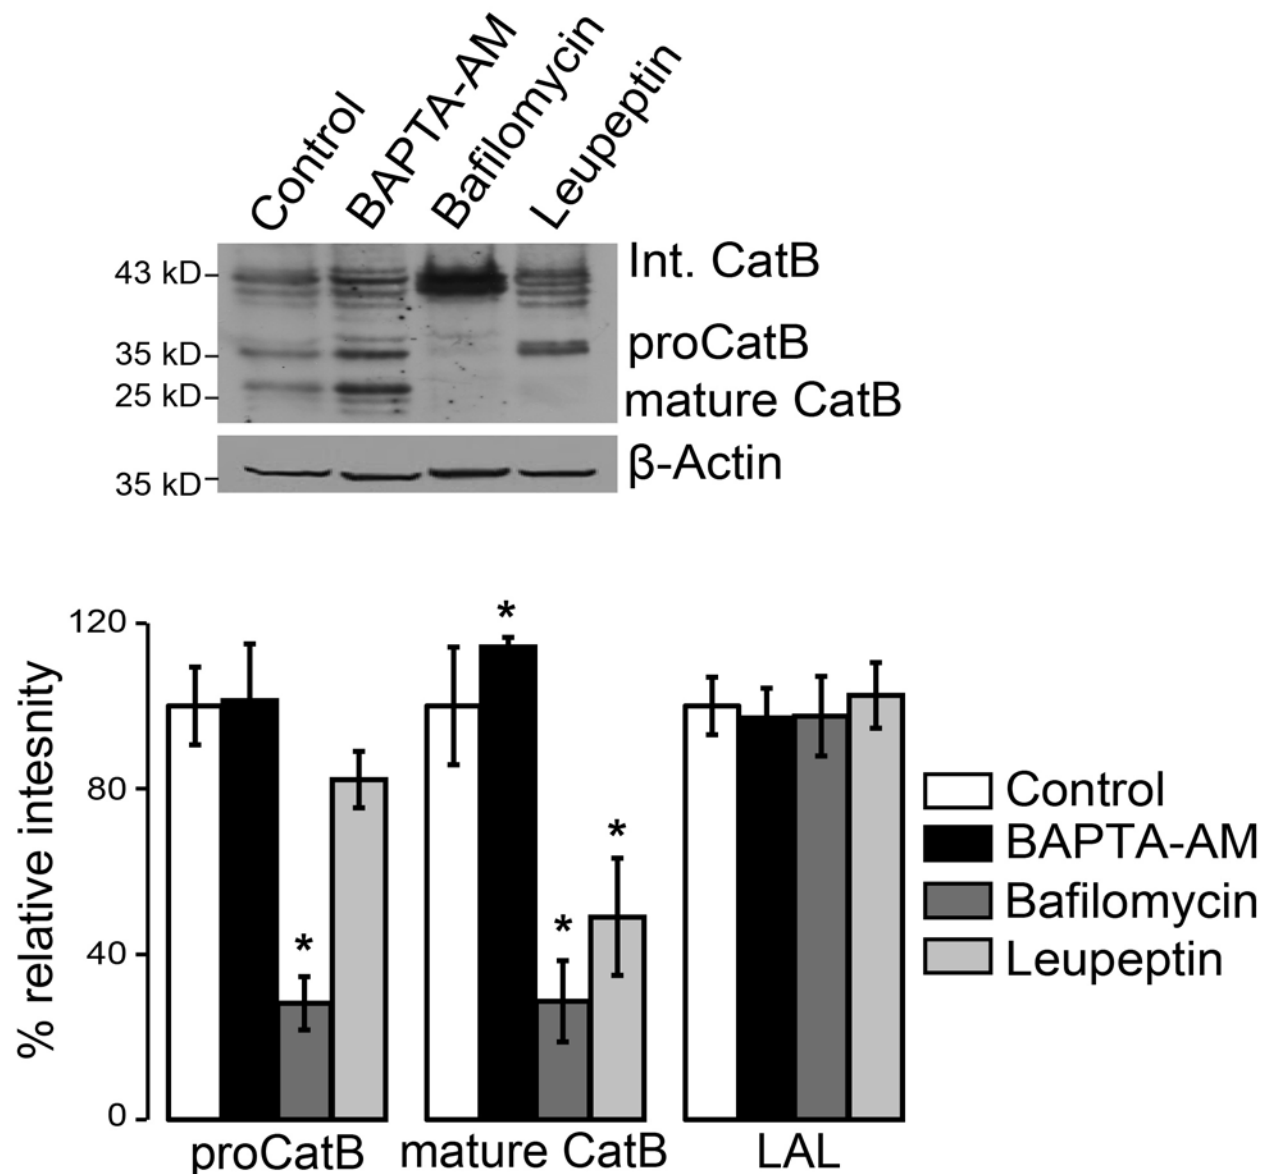 Control
BAPTA-AM
Bafilomycin
Leupeptin
43 kD
Int. CatB
35 kD
proCatB
25 kD
mature CatB
35 kD
β-Actin
% relative intesnity
120
80
40
0
*
*
*
*
proCatB
mature CatB
LAL
Control
BAPTA-AM
Bafilomycin
Leupeptin